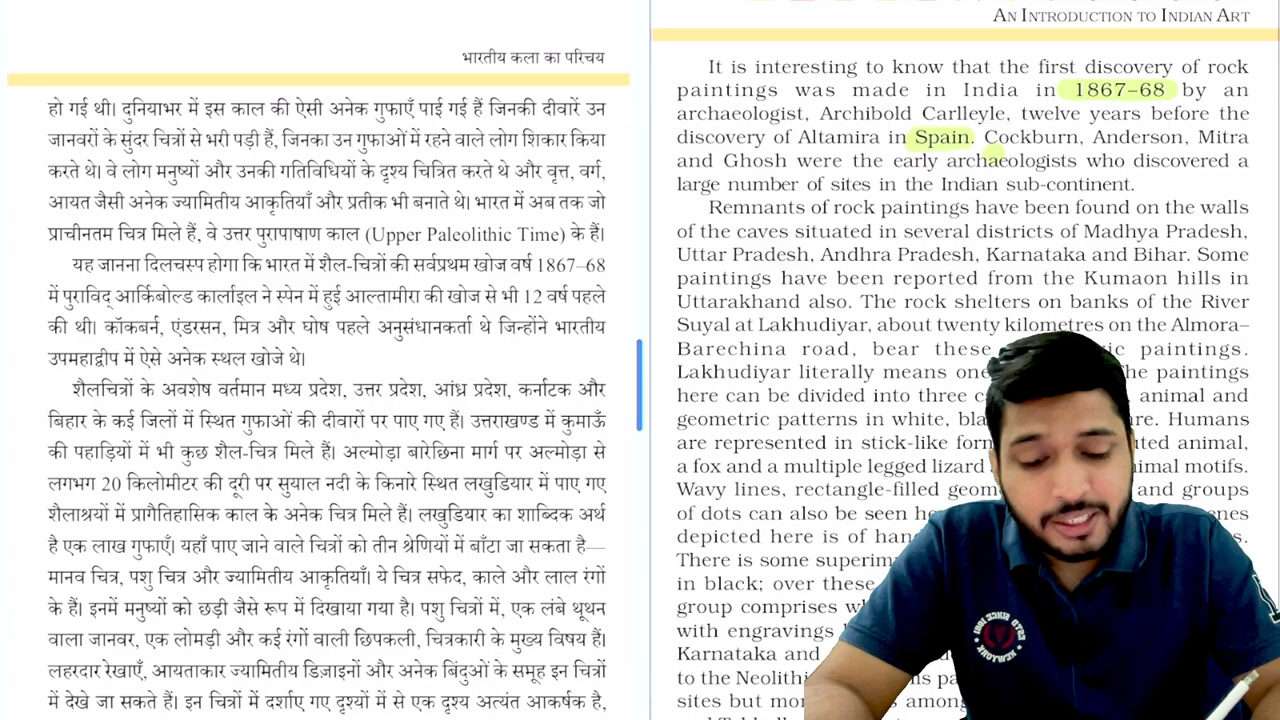 भारतीय कला का परिचय
हो गई थी। दुनियाभर में इस काल की ऐसी अनेक गुफाएँ पाई गई हैं जिनकी दीवारें उन
जानवरों के सुंदर चित्रों से भरी पड़ी हैं, जिनका उन गुफाओं में रहने वाले लोग शिकार किया
करते थे। वे लोग मनुष्यों और उनकी गतिविधियों के दृश्य चित्रित करते थे और वृत्त, वर्ग,
आयत जैसी अनेक ज्यामितीय आकृतियाँ और प्रतीक भी बनाते थे। भारत में अब तक जो
प्राचीनतम चित्र मिले हैं, वे उत्तर पुरापाषाण काल (Upper Paleolithic Time) के हैं।
यह जानना दिलचस्प होगा कि भारत में शैल-चित्रों की सर्वप्रथम खोज वर्ष 1867–68
में पुराविद् आर्किबोल्ड कार्लाइल ने स्पेन में हुई आल्तामीरा की खोज से भी 12 वर्ष पहले
की थी। कॉकबर्न, एंडरसन, मित्र और घोष पहले अनुसंधानकर्ता थे जिन्होंने भारतीय
उपमहाद्वीप में ऐसे अनेक स्थल खोजे थे।
शैलचित्रों के अवशेष वर्तमान मध्य प्रदेश, उत्तर प्रदेश, आंध्र प्रदेश, कर्नाटक और
बिहार के कई जिलों में स्थित गुफाओं की दीवारों पर पाए गए हैं। उत्तराखण्ड में कुमाऊँ
की पहाड़ियों में भी कुछ शैल-चित्र मिले हैं। अल्मोड़ा बारेछिना मार्ग पर अल्मोड़ा से
लगभग 20 किलोमीटर की दूरी पर सुयाल नदी के किनारे स्थित लखुडियार में पाए गए
शैलाश्रयों में प्रागैतिहासिक काल के अनेक चित्र मिले हैं। लखुडियार का शाब्दिक अर्थ
है एक लाख गुफाएँ। यहाँ पाए जाने वाले चित्रों को तीन श्रेणियों में बाँटा जा सकता है—
मानव चित्र, पशु चित्र और ज्यामितीय आकृतियाँ। ये चित्र सफेद, काले और लाल रंगों
के हैं। इनमें मनुष्यों को छड़ी जैसे रूप में दिखाया गया है। पशु चित्रों में, एक लंबे थूथन
वाला जानवर, एक लोमड़ी और कई रंगों वाली छिपकली, चित्रकारी के मुख्य विषय हैं।
लहरदार रेखाएँ, आयताकार ज्यामितीय डिज़ाइनों और अनेक बिंदुओं के समूह इन चित्रों
में देखे जा सकते हैं। इन चित्रों में दर्शाए गए दृश्यों में से एक दृश्य अत्यंत आकर्षक है,
AN INTRODUCTION TO INDIAN ART
It is interesting to know that the first discovery of rock
paintings was made in India in 1867–68 by an
archaeologist, Archibold Carlleyle, twelve years before the
discovery of Altamira in Spain. Cockburn, Anderson, Mitra
and Ghosh were the early archaeologists who discovered a
large number of sites in the Indian sub-continent.
Remnants of rock paintings have been found on the walls
of the caves situated in several districts of Madhya Pradesh,
Uttar Pradesh, Andhra Pradesh, Karnataka and Bihar. Some
paintings have been reported from the Kumaon hills in
Uttarakhand also. The rock shelters on banks of the River
Suyal at Lakhudiyar, about twenty kilometres on the Almora–
Barechina road, bear these paintings.
Lakhudiyar literally means one The paintings
here can be divided into three animal and
geometric patterns in white, Humans
are represented in stick-like animal,
a fox and a multiple legged lizard motifs.
Wavy lines, rectangle-filled and groups
of dots can also be seen
depicted here is of
There is some
in black; over these
group comprises
with engravings
Karnataka and
to the
sites but